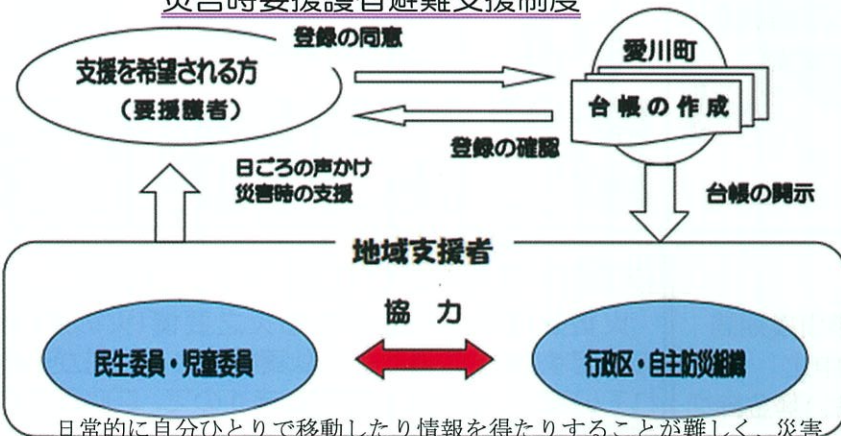 災害時要援護者避難支援制度
登録の同意
支援を希望される方
（要援護者）
愛川町
台帳の作成
登録の確認
日ごろの声かけ
災害時の支援
台帳の開示
地域支援者
協 力
民生委員・児童委員
行政区・自主防災組織
日常的に自分ひとりで移動したり情報を得たりすることが難しく、災害